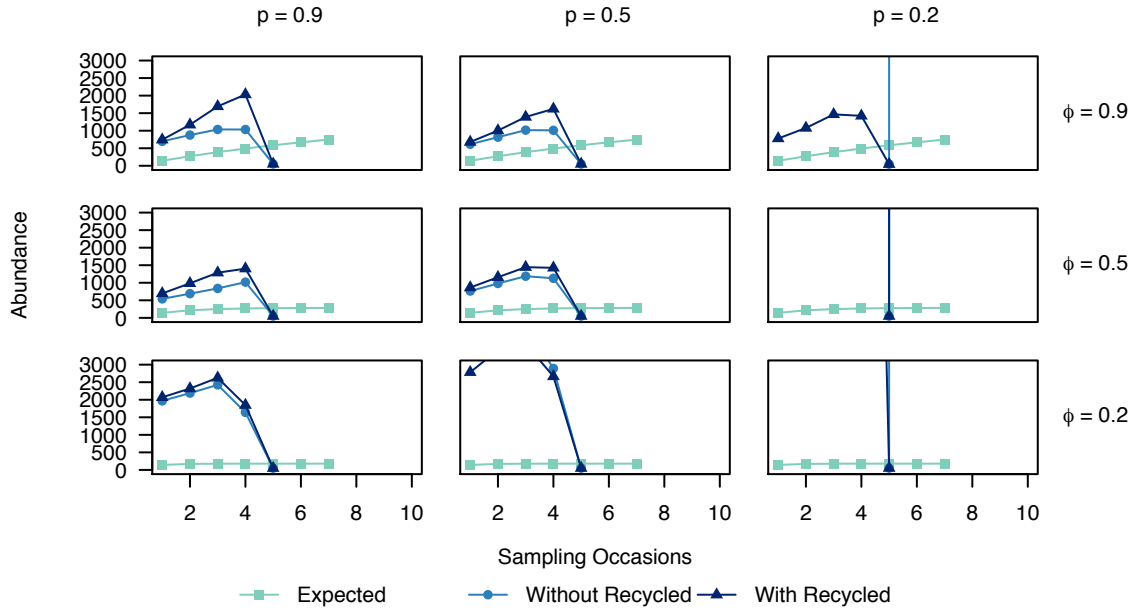 p = 0.9 p = 0.5 p = 0.2
3000
2500
2000
1500
1000
500
0
ϕ = 0.9
3000
2500
2000
1500
1000
500
0
ϕ = 0.5
3000
2500
2000
1500
1000
500
0
ϕ = 0.2
Abundance
2 4 6 8 10 2 4 6 8 10 2 4 6 8 10
Sampling Occasions
Expected Without Recycled With Recycled